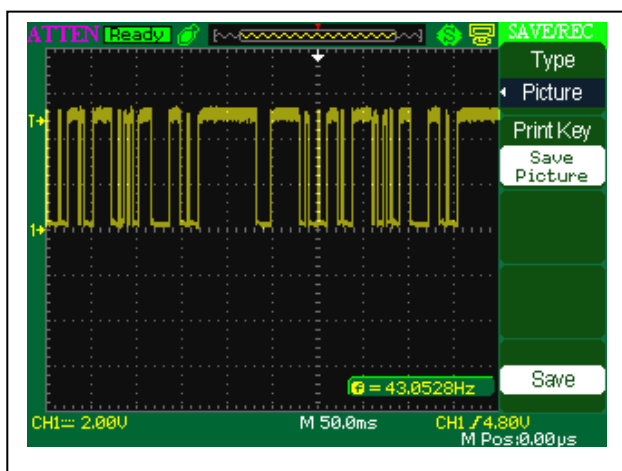 ATTEN Ready SAVE/REC
Type
Picture
Print Key
Save
Picture
T
1
f = 43.0528Hz
Save
CH1 2.00V M 50.0ms CH1 4.80V
M Pos:0.00µs